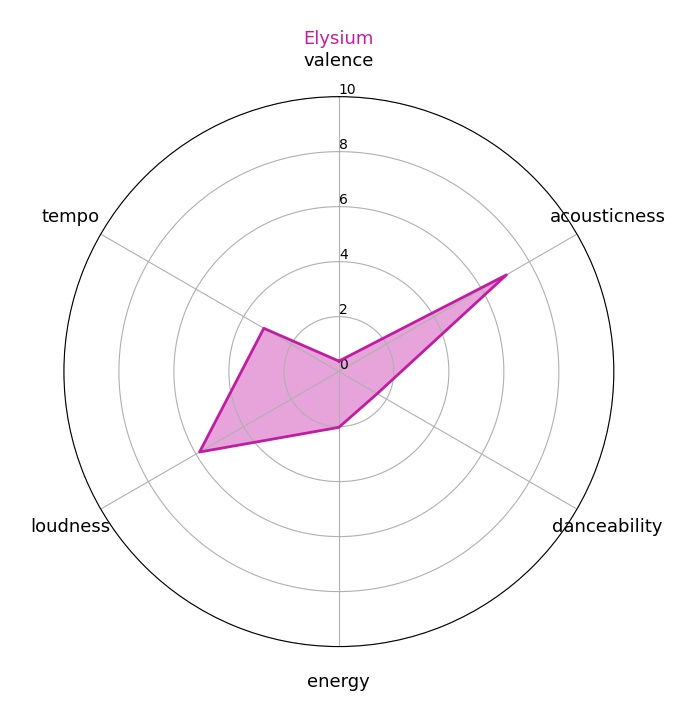 Elysium
valence
10
8
6
4
2
0
tempo
acousticness
loudness
danceability
energy